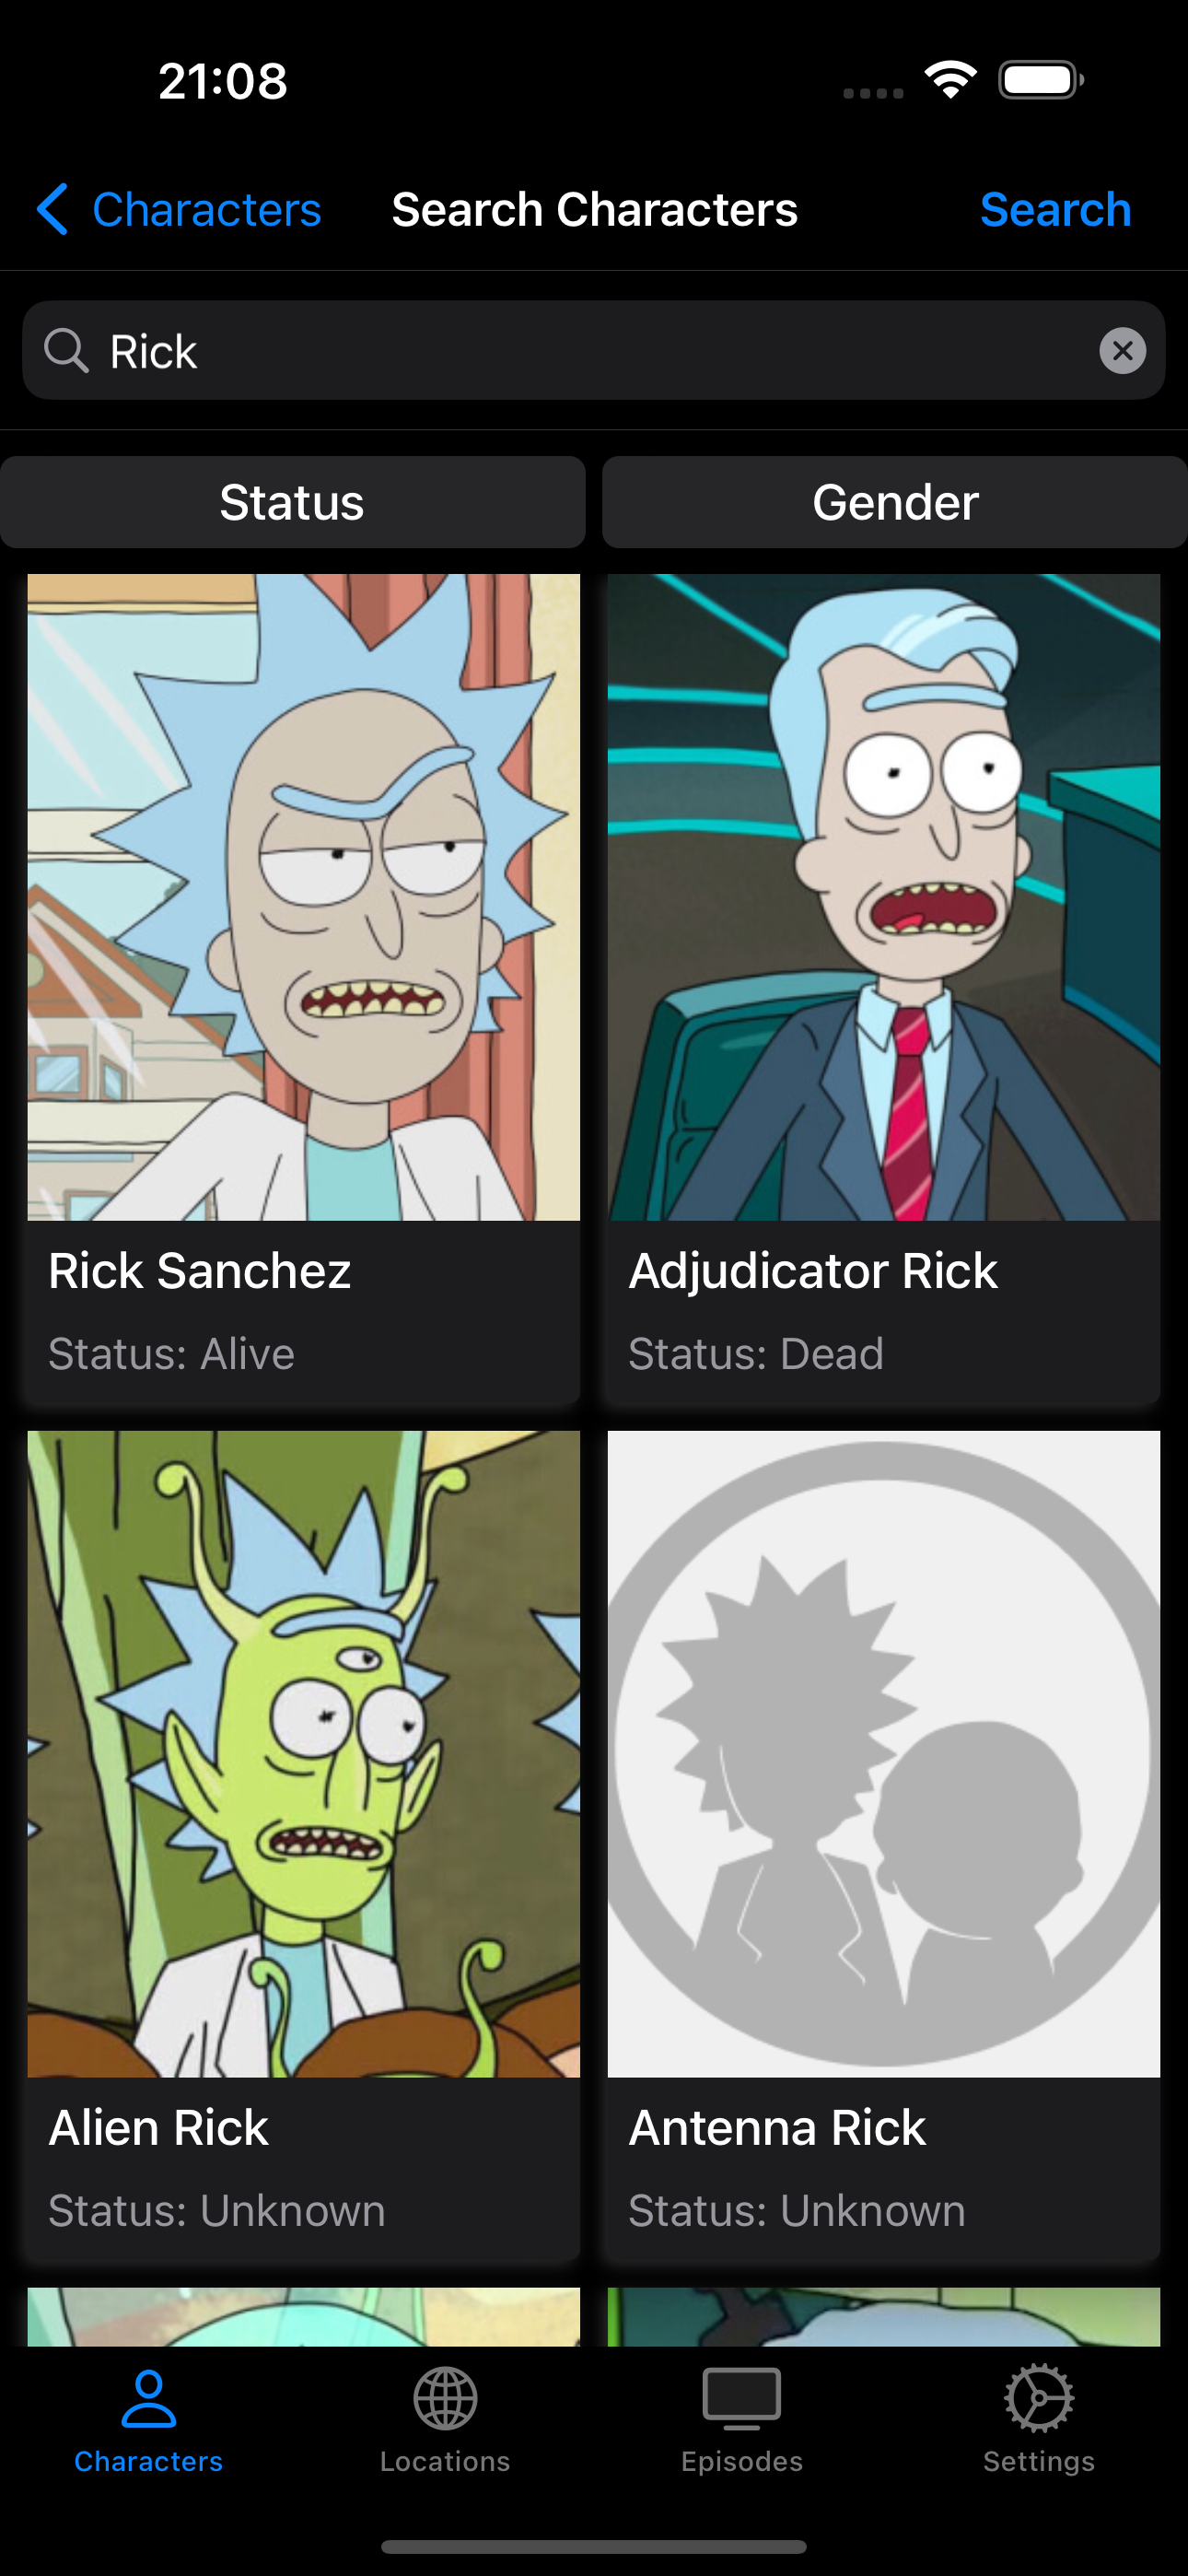 21:08
Characters
Search Characters
Search
Rick
Status
Gender
Rick Sanchez
Status: Alive
Adjudicator Rick
Status: Dead
Alien Rick
Status: Unknown
Antenna Rick
Status: Unknown
Characters
Locations
Episodes
Settings